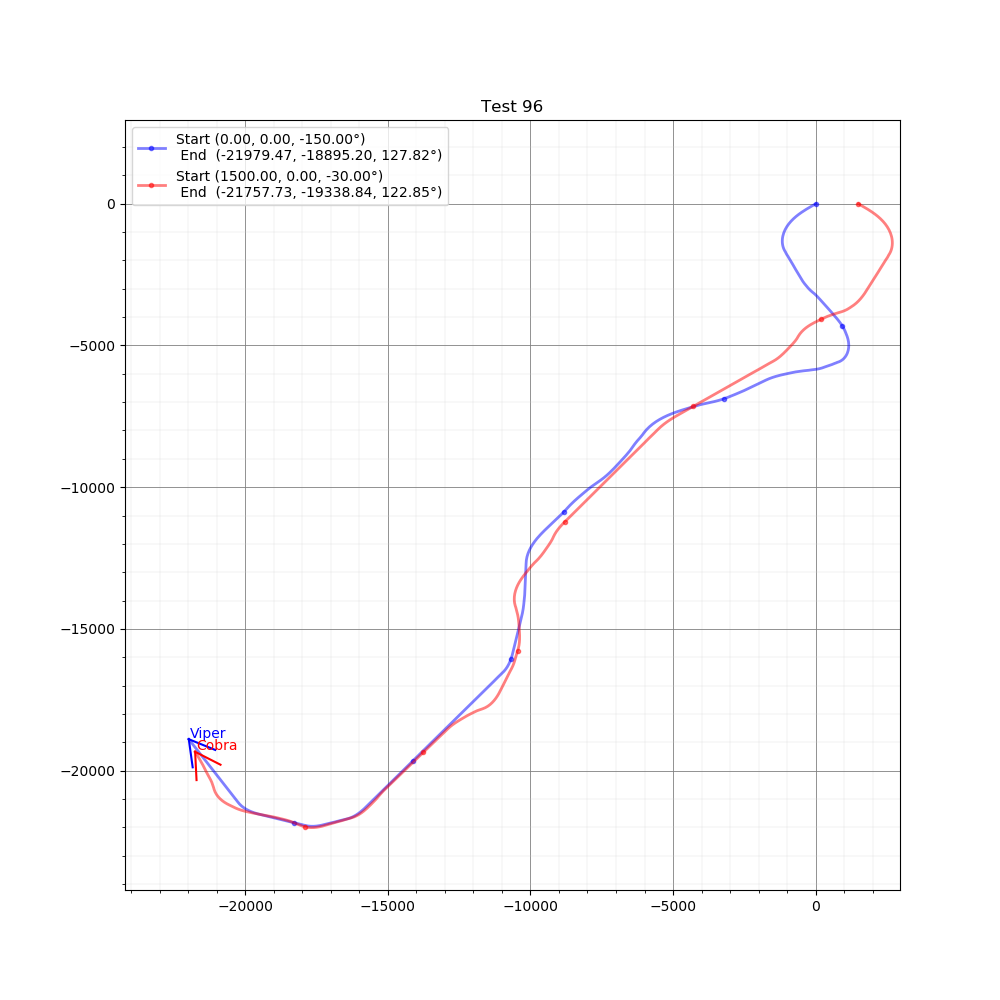 Test 96
Start (0.00, 0.00, -150.00°)
End (-21979.47, -18895.20, 127.82°)
Start (1500.00, 0.00, -30.00°)
End (-21757.73, -19338.84, 122.85°)
0
−5000
−10000
−15000
−20000
Viper
Cobra
−20000 −15000 −10000 −5000 0